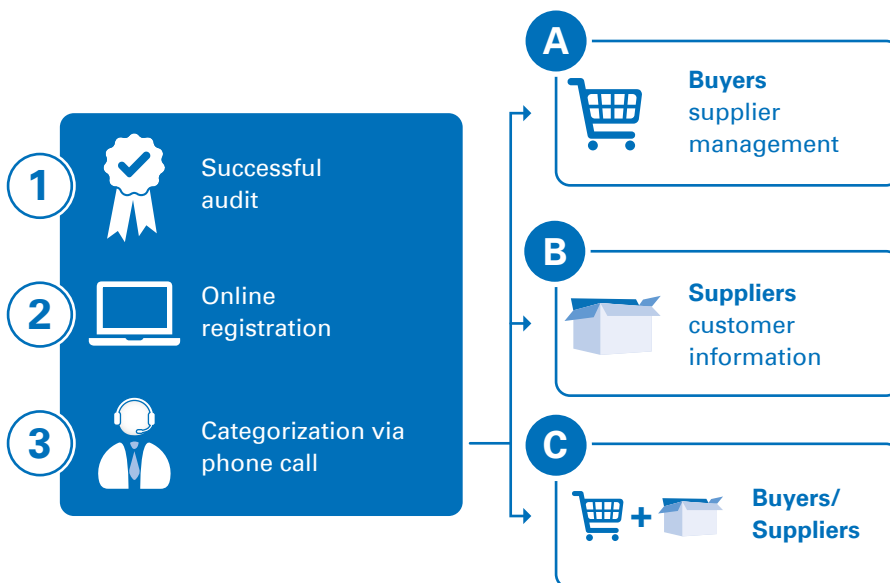 1
Successful
audit
2
Online
registration
3
Categorization via
phone call
A
Buyers
supplier
management
B
Suppliers
customer
information
C
+
Buyers/
Suppliers